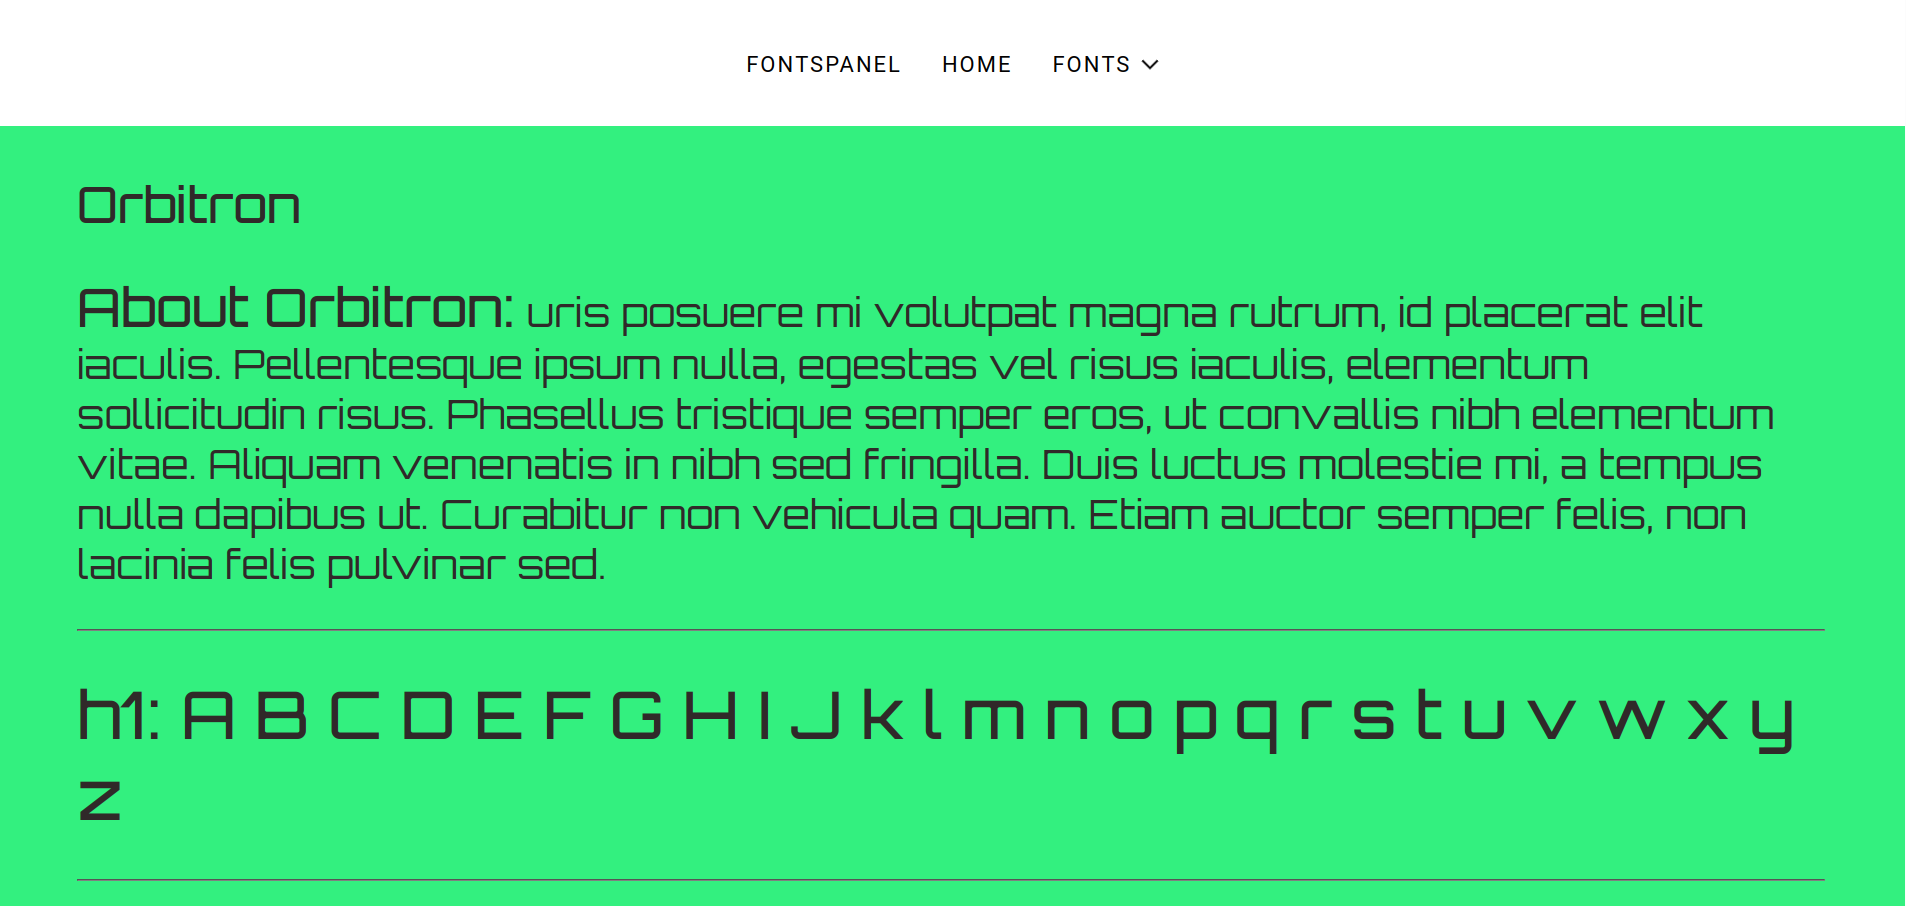 FONTSPANEL HOME FONTS
Orbitron
About Orbitron: uris posuere mi volutpat magna rutrum, id placerat elit
iaculis. Pellentesque ipsum nulla, egestas vel risus iaculis, elementum
sollicitudin risus. Phasellus tristique semper eros, ut convallis nibh elementum
vitae. Aliquam venenatis in nibh sed fringilla. Duis luctus molestie mi, a tempus
nulla dapibus ut. Curabitur non vehicula quam. Etiam auctor semper felis, non
lacinia felis pulvinar sed.
h1: A B C D E F G H I J k l m n o p q r s t u v w x y
z